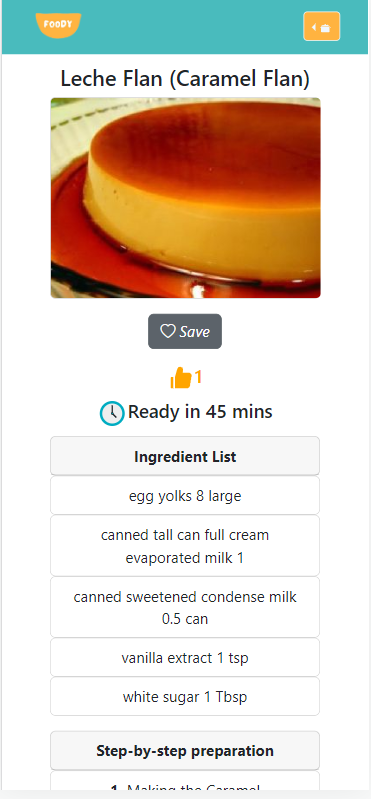 FOODY
Leche Flan (Caramel Flan)
Save
1
Ready in 45 mins
Ingredient List
egg yolks 8 large
canned tall can full cream
evaporated milk 1
canned sweetened condense milk
0.5 can
vanilla extract 1 tsp
white sugar 1 Tbsp
Step-by-step preparation
1. Making the Caramel